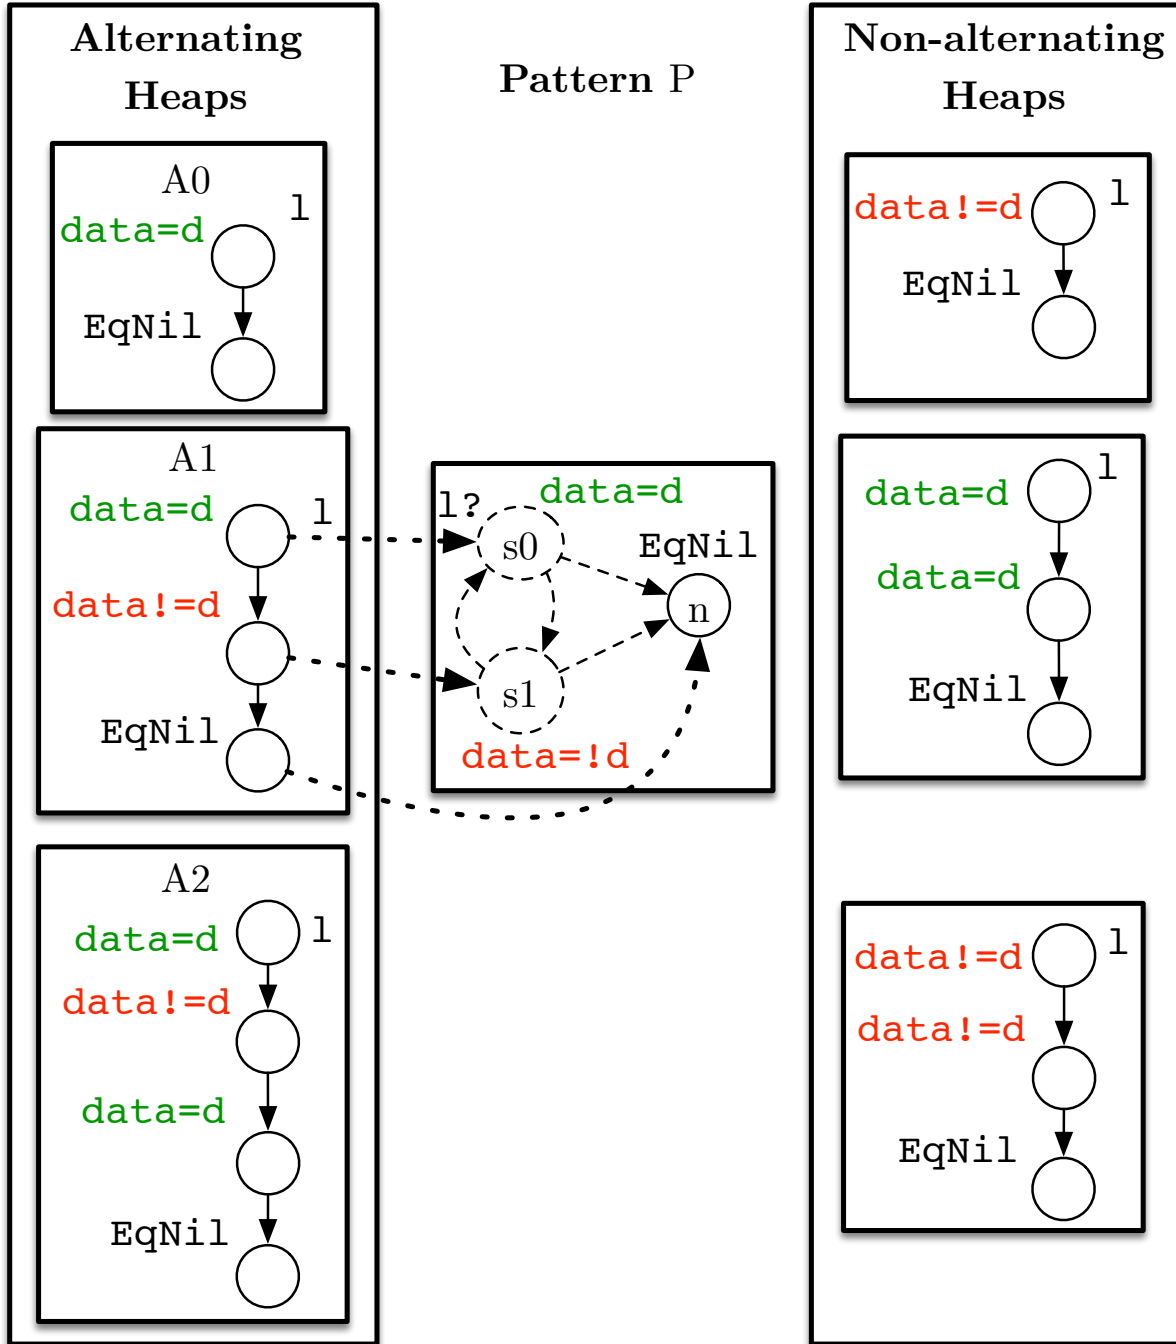 Alternating
Heaps
A0
l
data=d
EqNil
A1
data=d
l
data!=d
EqNil
A2
data=d
l
data!=d
data=d
EqNil
Pattern P
l?
data=d
s0
EqNil
n
s1
data=!d
Non-alternating
Heaps
data!=d
l
EqNil
l
data=d
data=d
EqNil
data!=d
l
data!=d
EqNil